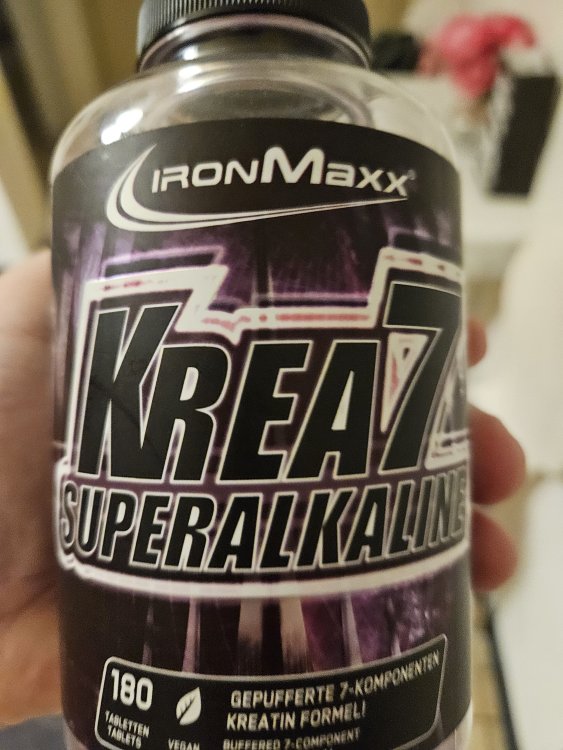 IRONMAXX®
KREA7
SUPERALKALINE
180
TABLETTEN
TABLETS
VEGAN
GEPUFFERTE 7-KOMPONENTEN
KREATIN FORMEL!
BUFFERED 7-COMPONENT